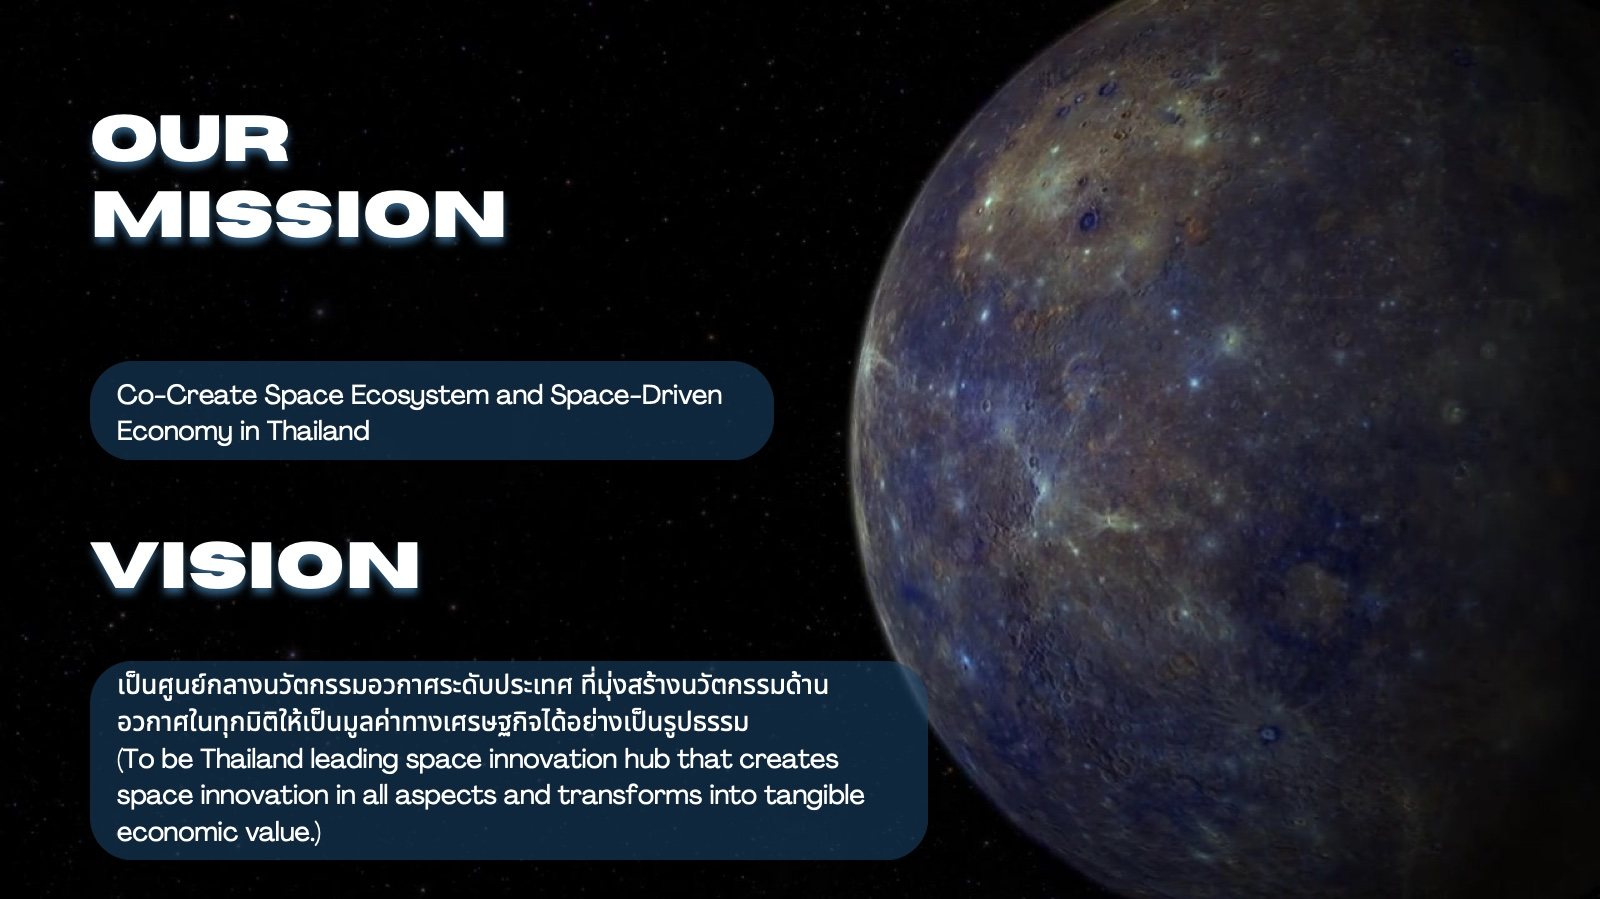 OUR
MISSION
Co-Create Space Ecosystem and Space-Driven
Economy in Thailand
VISION
เป็นศูนย์กลางนวัตกรรมอวกาศระดับประเทศ ที่มุ่งสร้างนวัตกรรมด้าน
อวกาศในทุกมิติให้เป็นมูลค่าทางเศรษฐกิจได้อย่างเป็นรูปธรรม
(To be Thailand leading space innovation hub that creates
space innovation in all aspects and transforms into tangible
economic value.)